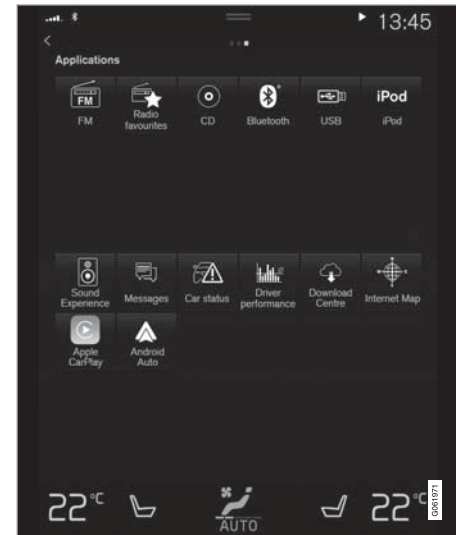 13:45
Applications
FM
iPod
FM
Radio
favourites
CD
Bluetooth
USB
iPod
Sound
Experience
Messages
Car status
Driver
performance
Download
Centre
Internet Map
Apple
CarPlay
Android
Auto
22°C
22°C
AUTO
G061971